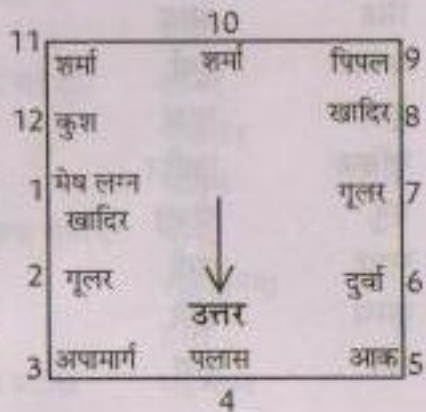 10
11 9
शर्मा शर्मा पिपल
खादिर 8
12 कुश
1 मेष लग्न गूलर 7
खादिर
2 गूलर दुर्वा 6
उत्तर
3 अपामार्ग पलास आक 5
4